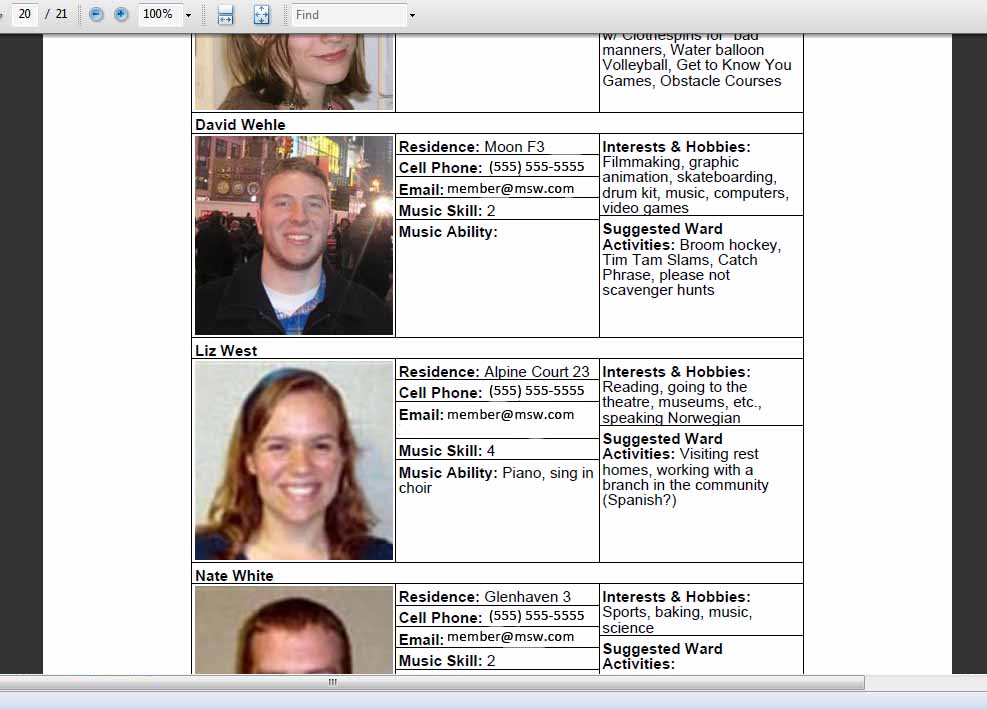 20 / 21 100% Find
w/ Clothespins for "bad
manners, Water balloon
Volleyball, Get to Know You
Games, Obstacle Courses
David Wehle
Residence: Moon F3
Cell Phone: (555) 555-5555
Email: member@msw.com
Music Skill: 2
Music Ability:
Interests & Hobbies:
Filmmaking, graphic
animation, skateboarding,
drum kit, music, computers,
video games
Suggested Ward
Activities: Broom hockey,
Tim Tam Slams, Catch
Phrase, please not
scavenger hunts
Liz West
Residence: Alpine Court 23
Cell Phone: (555) 555-5555
Email: member@msw.com
Music Skill: 4
Music Ability: Piano, sing in
choir
Interests & Hobbies:
Reading, going to the
theatre, museums, etc.,
speaking Norwegian
Suggested Ward
Activities: Visiting rest
homes, working with a
branch in the community
(Spanish?)
Nate White
Residence: Glenhaven 3
Cell Phone: (555) 555-5555
Email: member@msw.com
Music Skill: 2
Interests & Hobbies:
Sports, baking, music,
science
Suggested Ward
Activities: